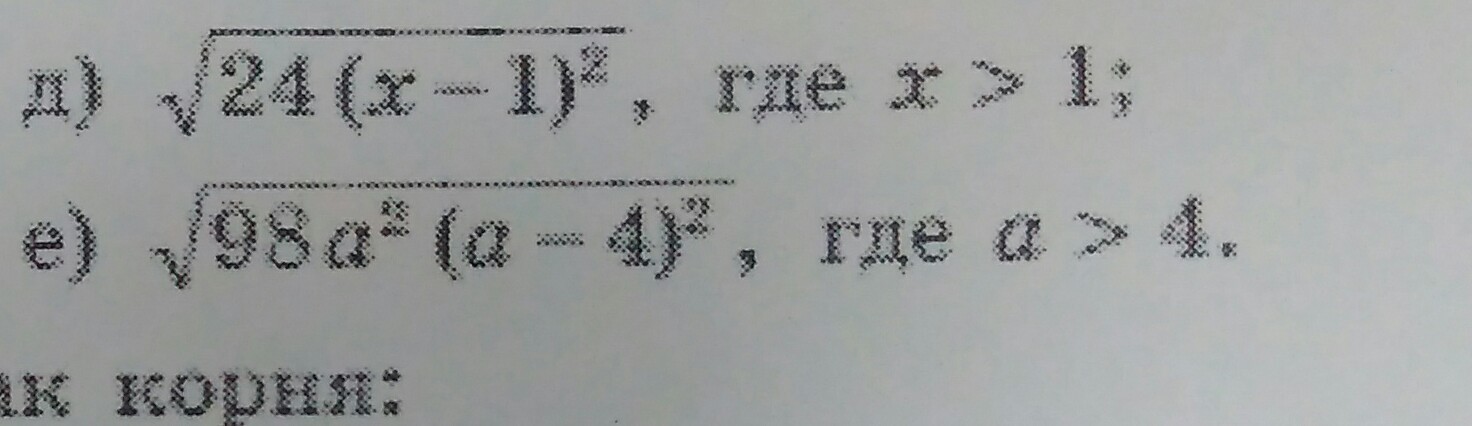 д) √24(x − 1)², где x > 1;
е) √98a²(a − 4)², где a > 4.
ак корня: